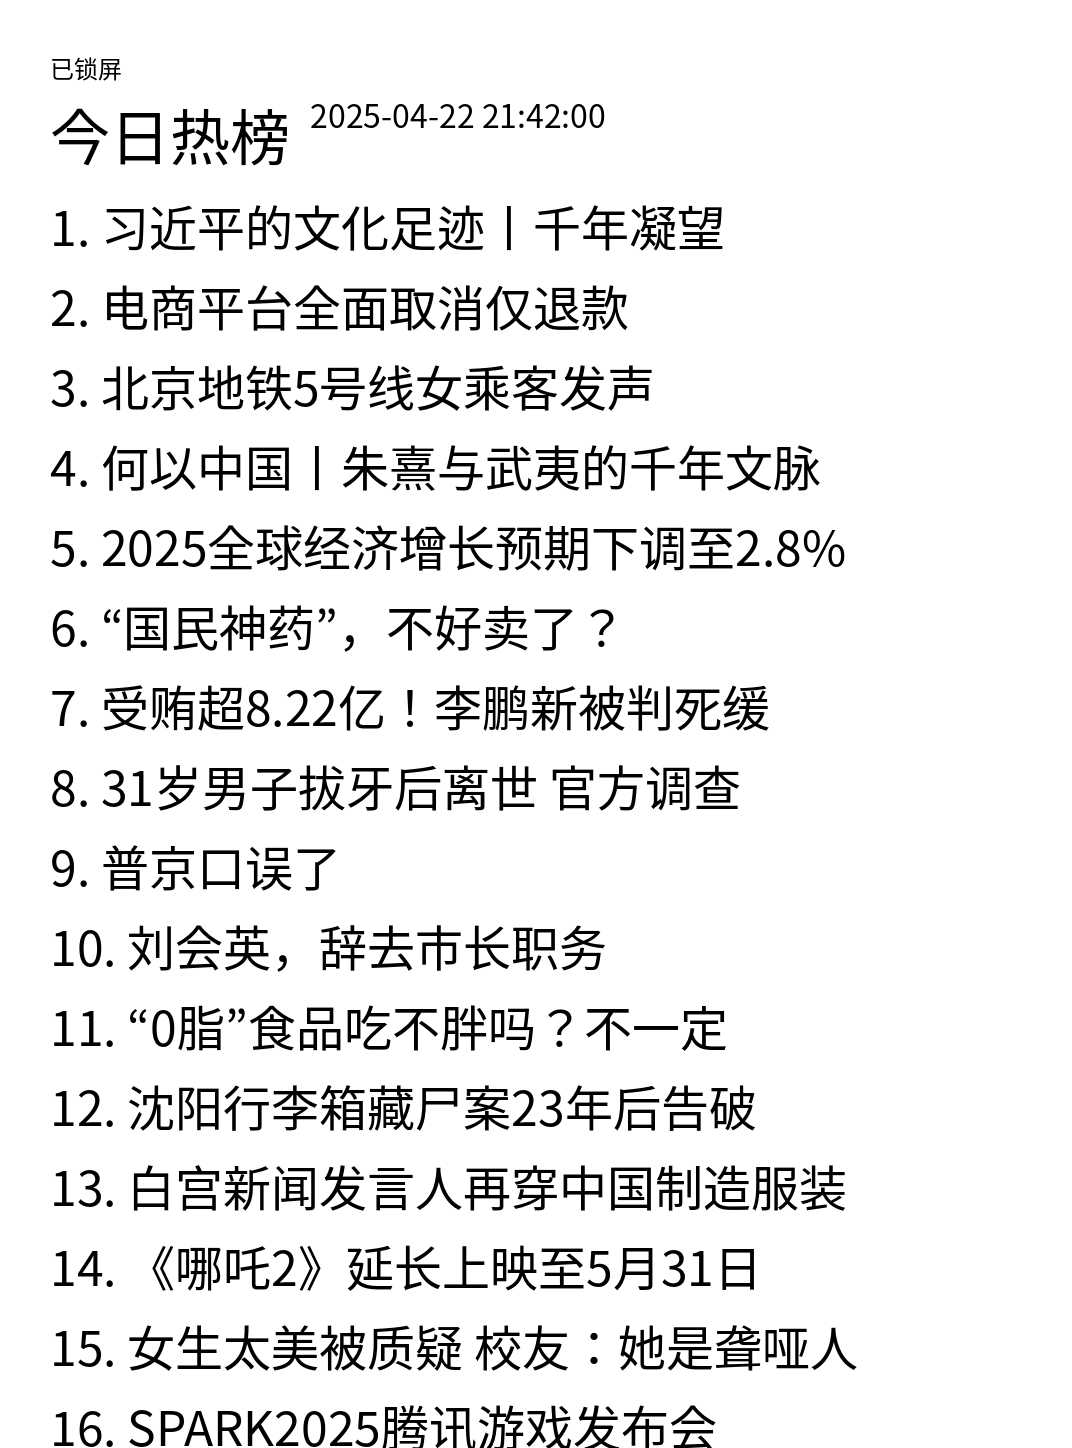 已锁屏
今日热榜 2025-04-22 21:42:00
1. 习近平的文化足迹丨千年凝望
2. 电商平台全面取消仅退款
3. 北京地铁5号线女乘客发声
4. 何以中国丨朱熹与武夷的千年文脉
5. 2025全球经济增长预期下调至2.8%
6. “国民神药”，不好卖了？
7. 受贿超8.22亿！李鹏新被判死缓
8. 31岁男子拔牙后离世 官方调查
9. 普京口误了
10. 刘会英，辞去市长职务
11. “0脂”食品吃不胖吗？不一定
12. 沈阳行李箱藏尸案23年后告破
13. 白宫新闻发言人再穿中国制造服装
14. 《哪吒2》延长上映至5月31日
15. 女生太美被质疑 校友：她是聋哑人
16. SPARK2025腾讯游戏发布会